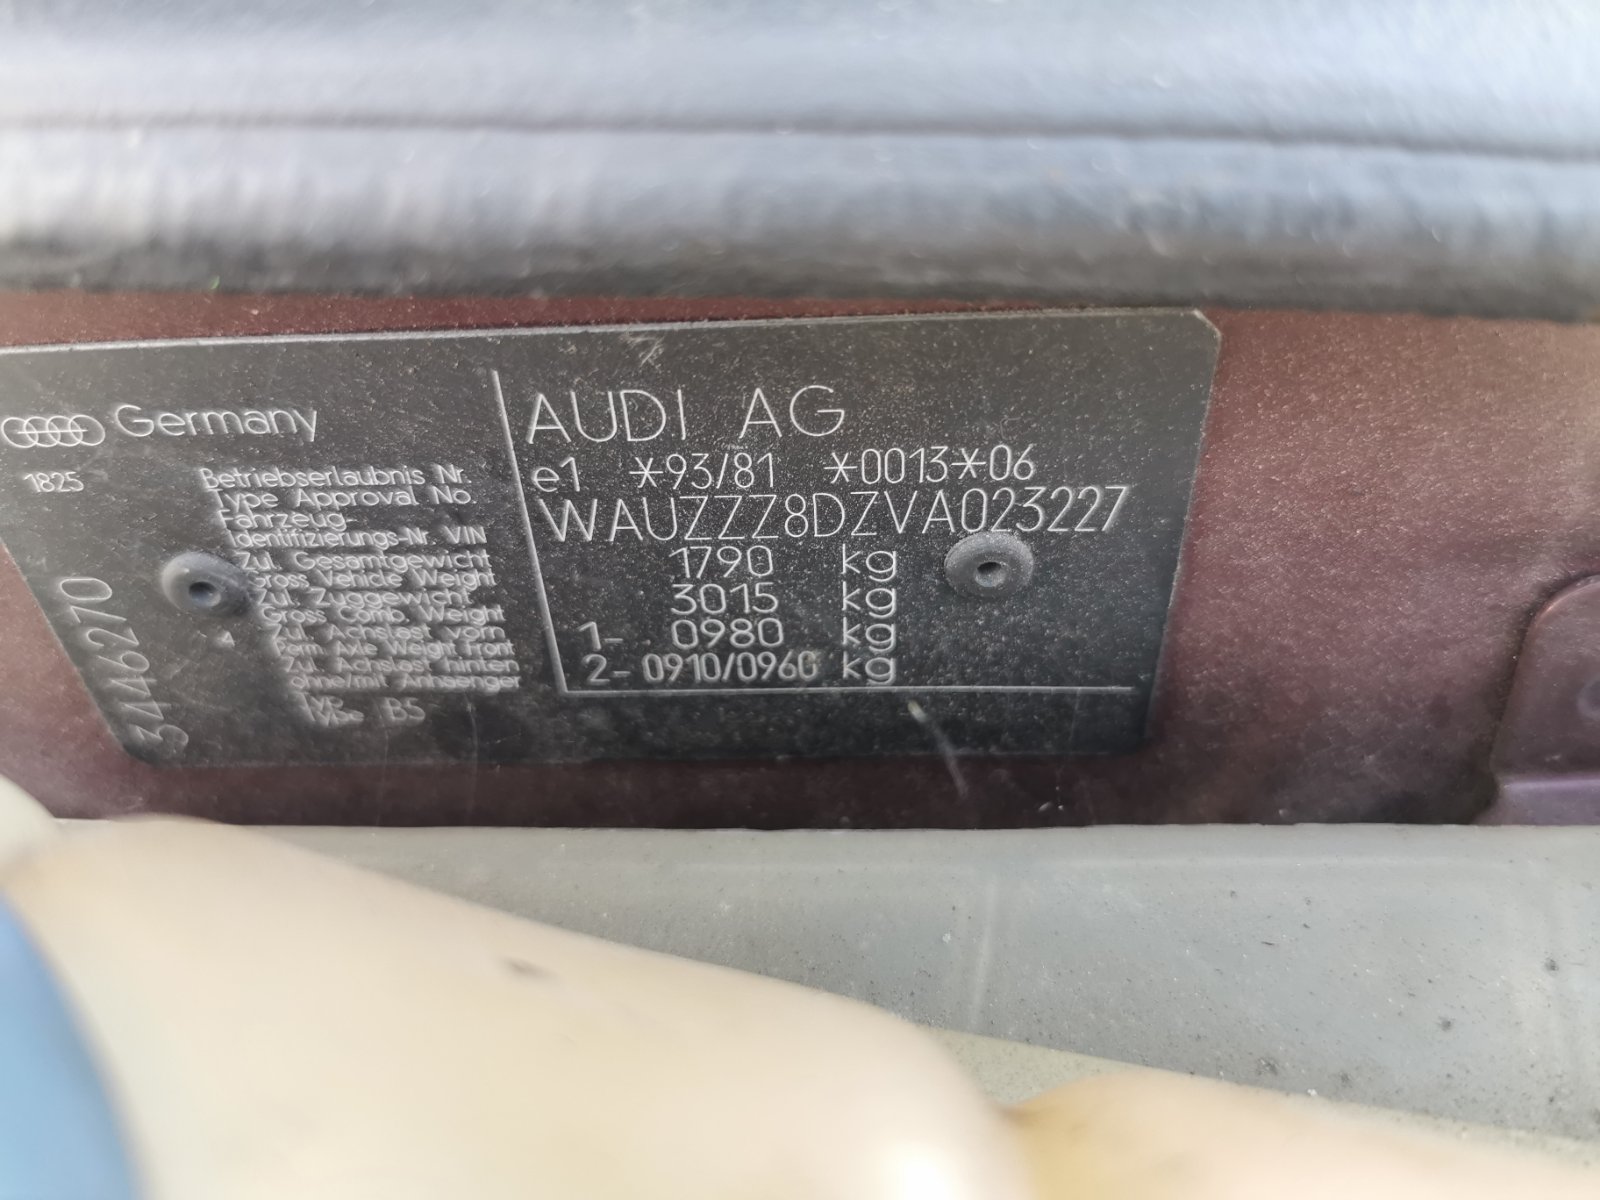 Germany
1825
Betriebserlaubnis Nr.
Type Approval No.
Fahrzeug-
Identifizierungs-Nr. VIN
Zul. Gesamtgewicht
Gross Vehicle Weight
Zul. Zuggewicht
Gross Comb. Weight
Zul. Achslast vorn
Perm. Axle Weight Front
Zul. Achslast hinten
ohne/mit Anhaenger
Typ
Type B5
3446270
AUDI AG
e1 *93/81 *0013*06
WAUZZZ8DZVA023227
1790 kg
3015 kg
1- 0980 kg
2- 0910/0960 kg